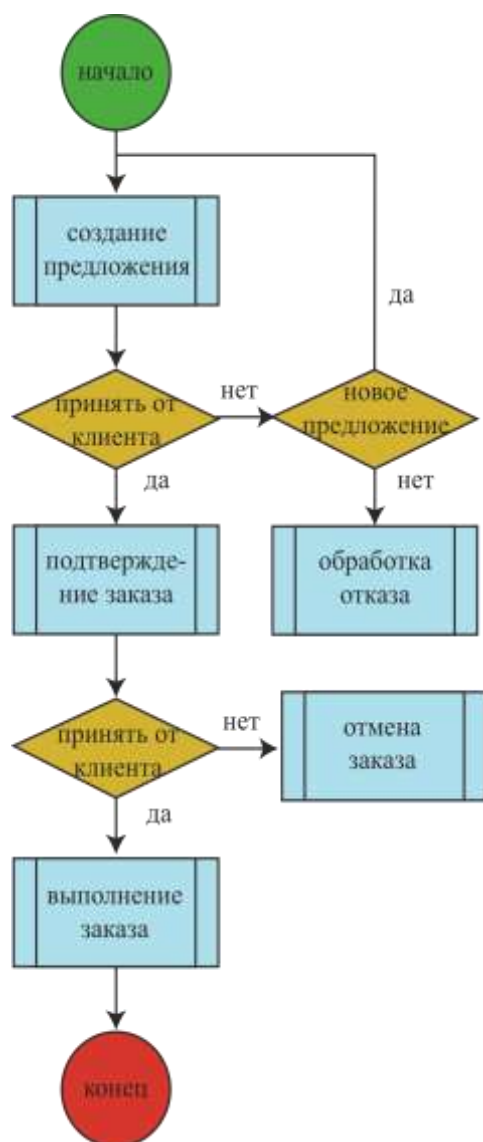 начало
создание
предложения
да
принять от
клиента
нет
новое
предложение
да
нет
подтвержде-
ние заказа
обработка
отказа
принять от
клиента
нет
отмена
заказа
да
выполнение
заказа
конец